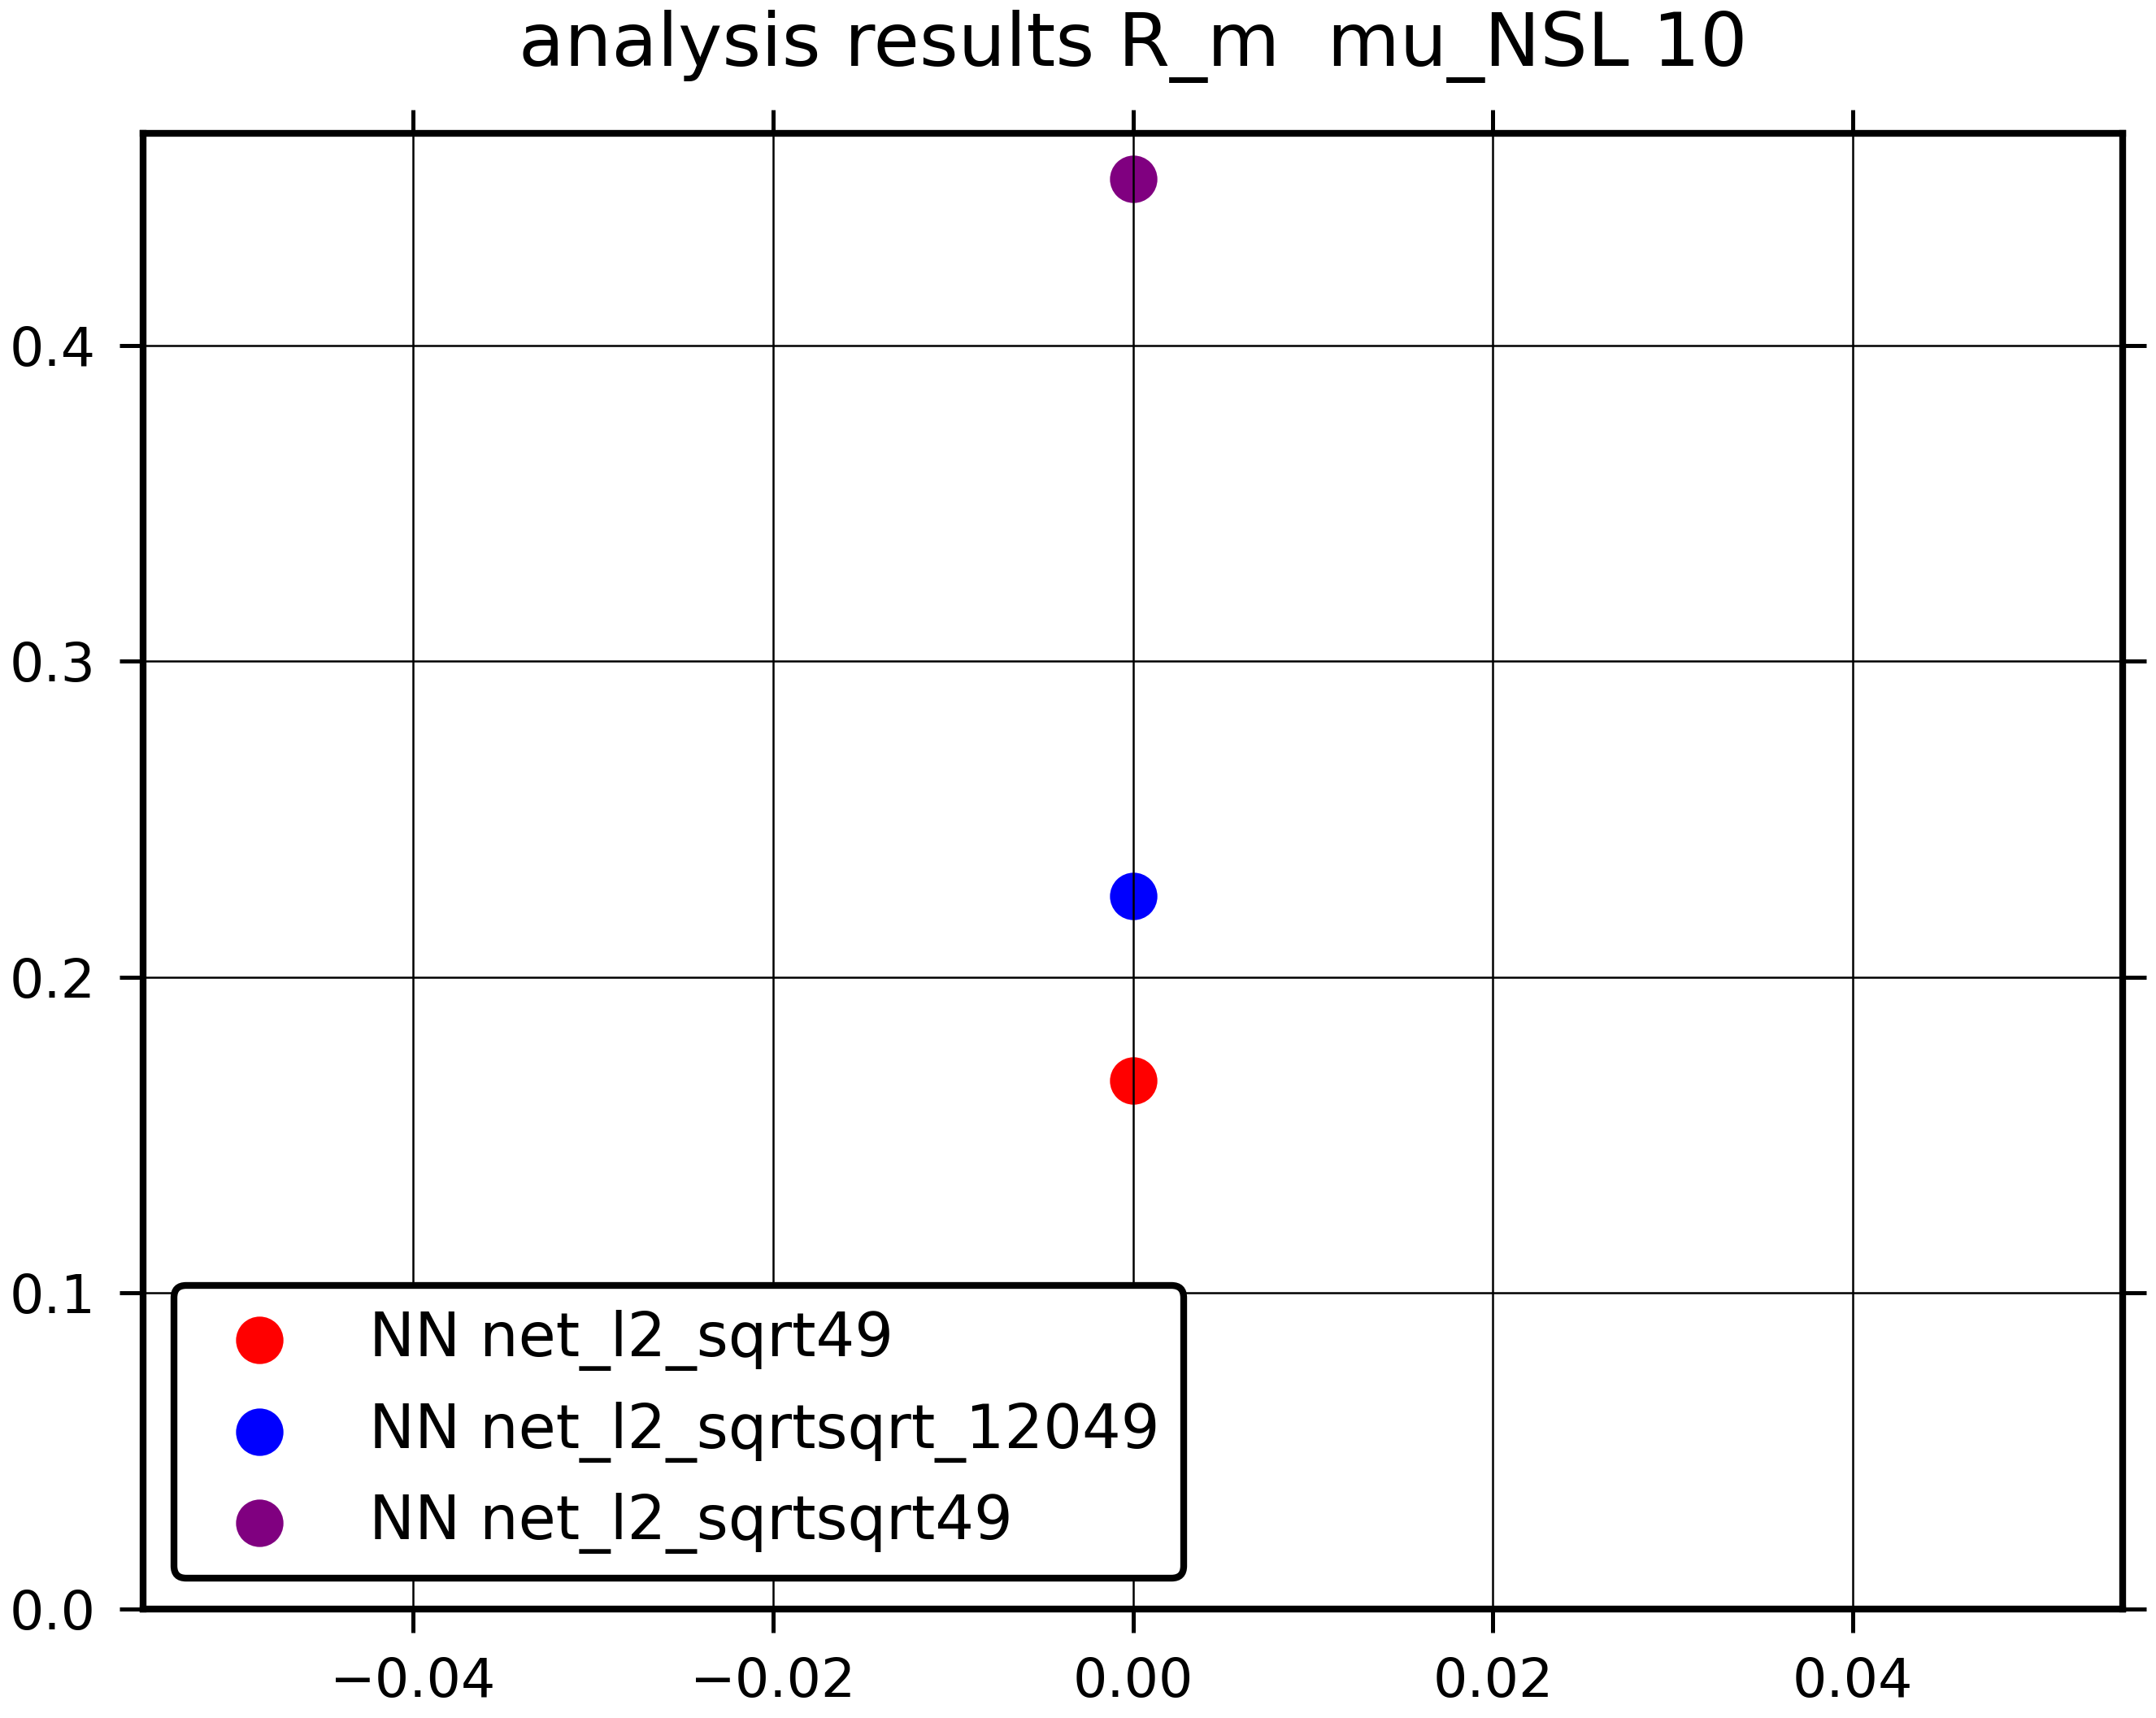 analysis results R_m  mu_NSL 10
0.4
0.3
0.2
0.1
0.0
NN net_l2_sqrt49
NN net_l2_sqrtsqrt_12049
NN net_l2_sqrtsqrt49
−0.04 −0.02 0.00 0.02 0.04